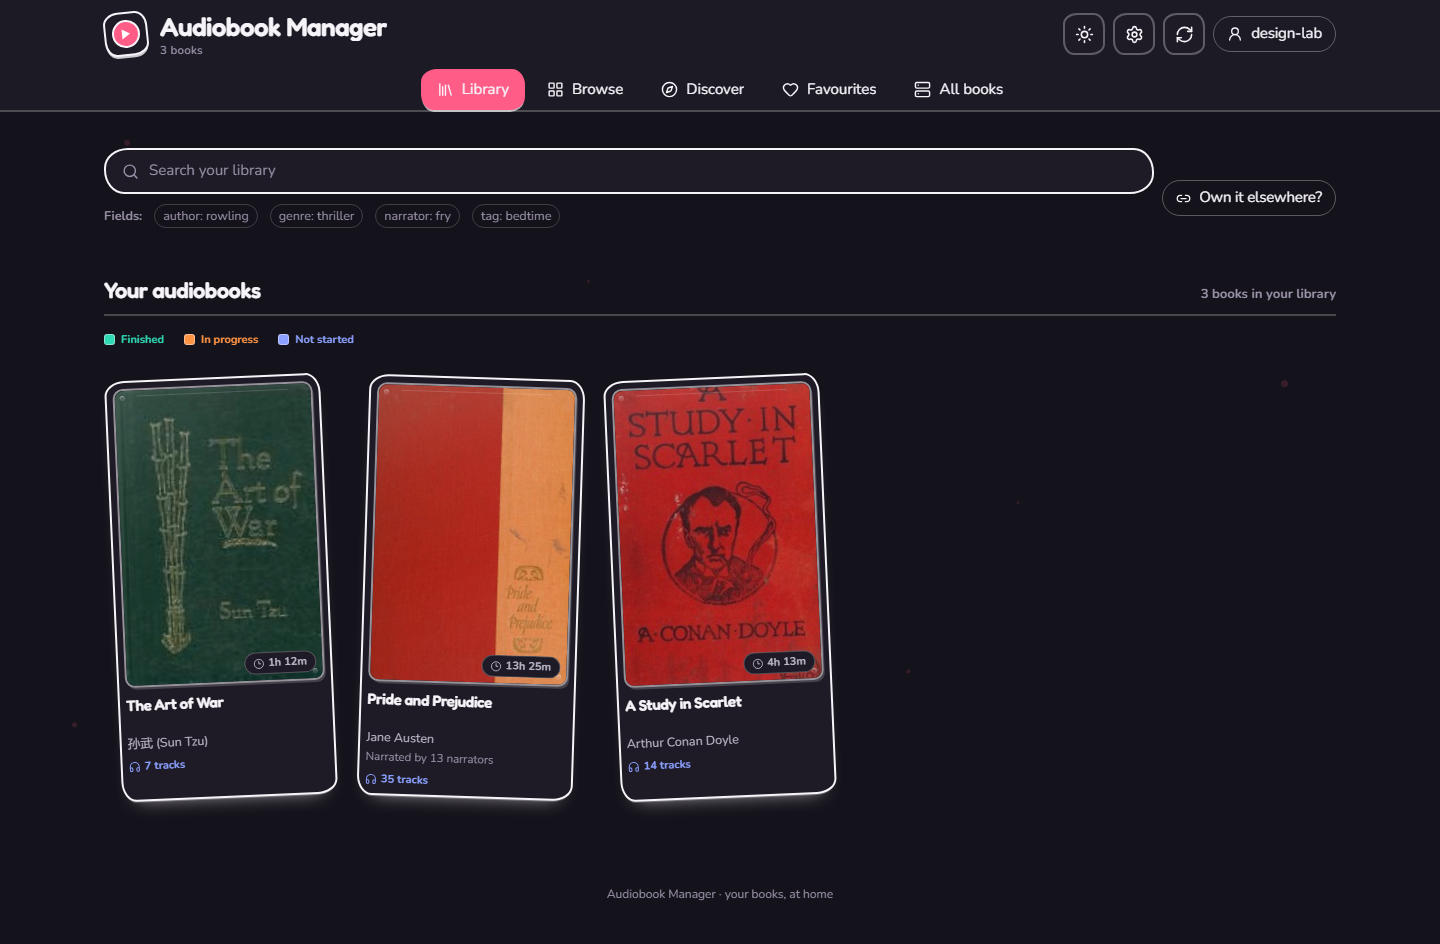 Audiobook Manager
3 books
design-lab
Library
Browse
Discover
Favourites
All books
Search your library
Own it elsewhere?
Fields:
author: rowling
genre: thriller
narrator: fry
tag: bedtime
Your audiobooks
3 books in your library
Finished
In progress
Not started
The
Art of
War
Sun Tzu
1h 12m
The Art of War
孙武 (Sun Tzu)
7 tracks
Pride
and
Prejudice
13h 25m
Pride and Prejudice
Jane Austen
Narrated by 13 narrators
35 tracks
A
STUDY·IN
SCARLET
A·CONAN·DOYLE
4h 13m
A Study in Scarlet
Arthur Conan Doyle
14 tracks
Audiobook Manager · your books, at home